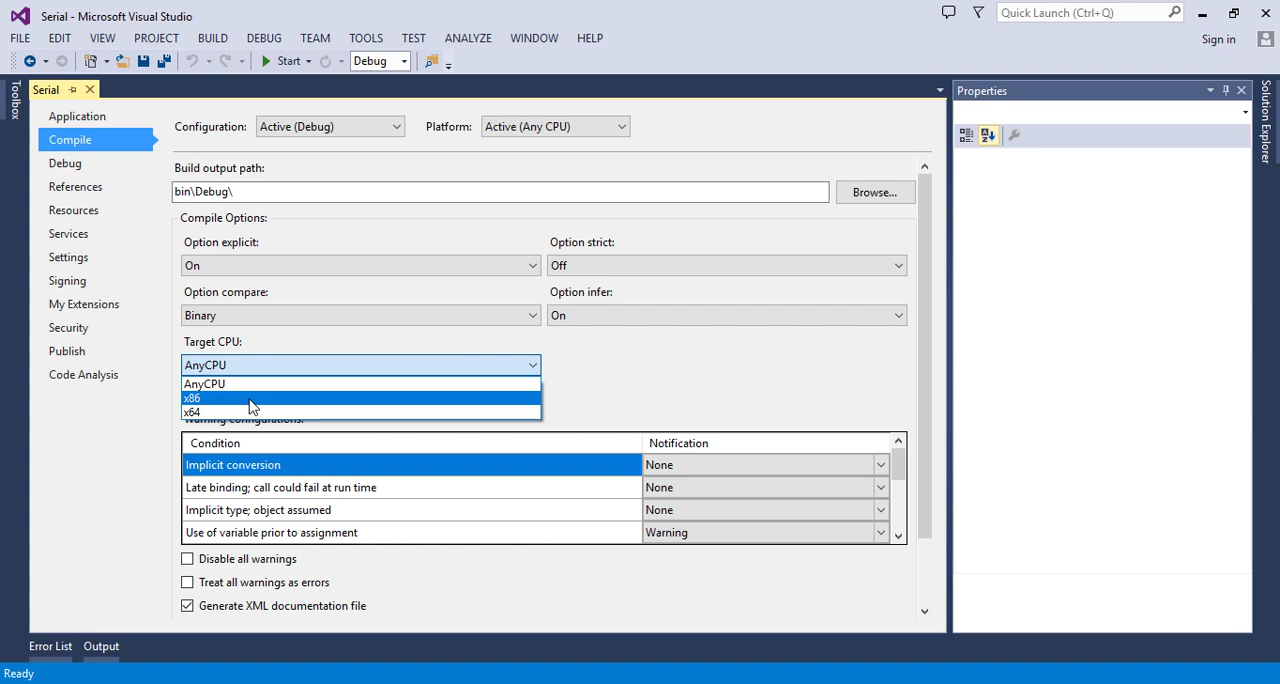 Serial - Microsoft Visual Studio
Quick Launch (Ctrl+Q)
FILE EDIT VIEW PROJECT BUILD DEBUG TEAM TOOLS TEST ANALYZE WINDOW HELP
Sign in
Start Debug
Toolbox
Serial
Properties
Solution Explorer
Application
Compile
Debug
References
Resources
Services
Settings
Signing
My Extensions
Security
Publish
Code Analysis
Configuration: Active (Debug) Platform: Active (Any CPU)
Build output path:
bin\Debug\ Browse...
Compile Options:
Option explicit: Option strict:
On Off
Option compare: Option infer:
Binary On
Target CPU:
AnyCPU
AnyCPU
x86
x64
Warning configurations:
Condition Notification
Implicit conversion None
Late binding; call could fail at run time None
Implicit type; object assumed None
Use of variable prior to assignment Warning
Disable all warnings
Treat all warnings as errors
Generate XML documentation file
Error List Output
Ready